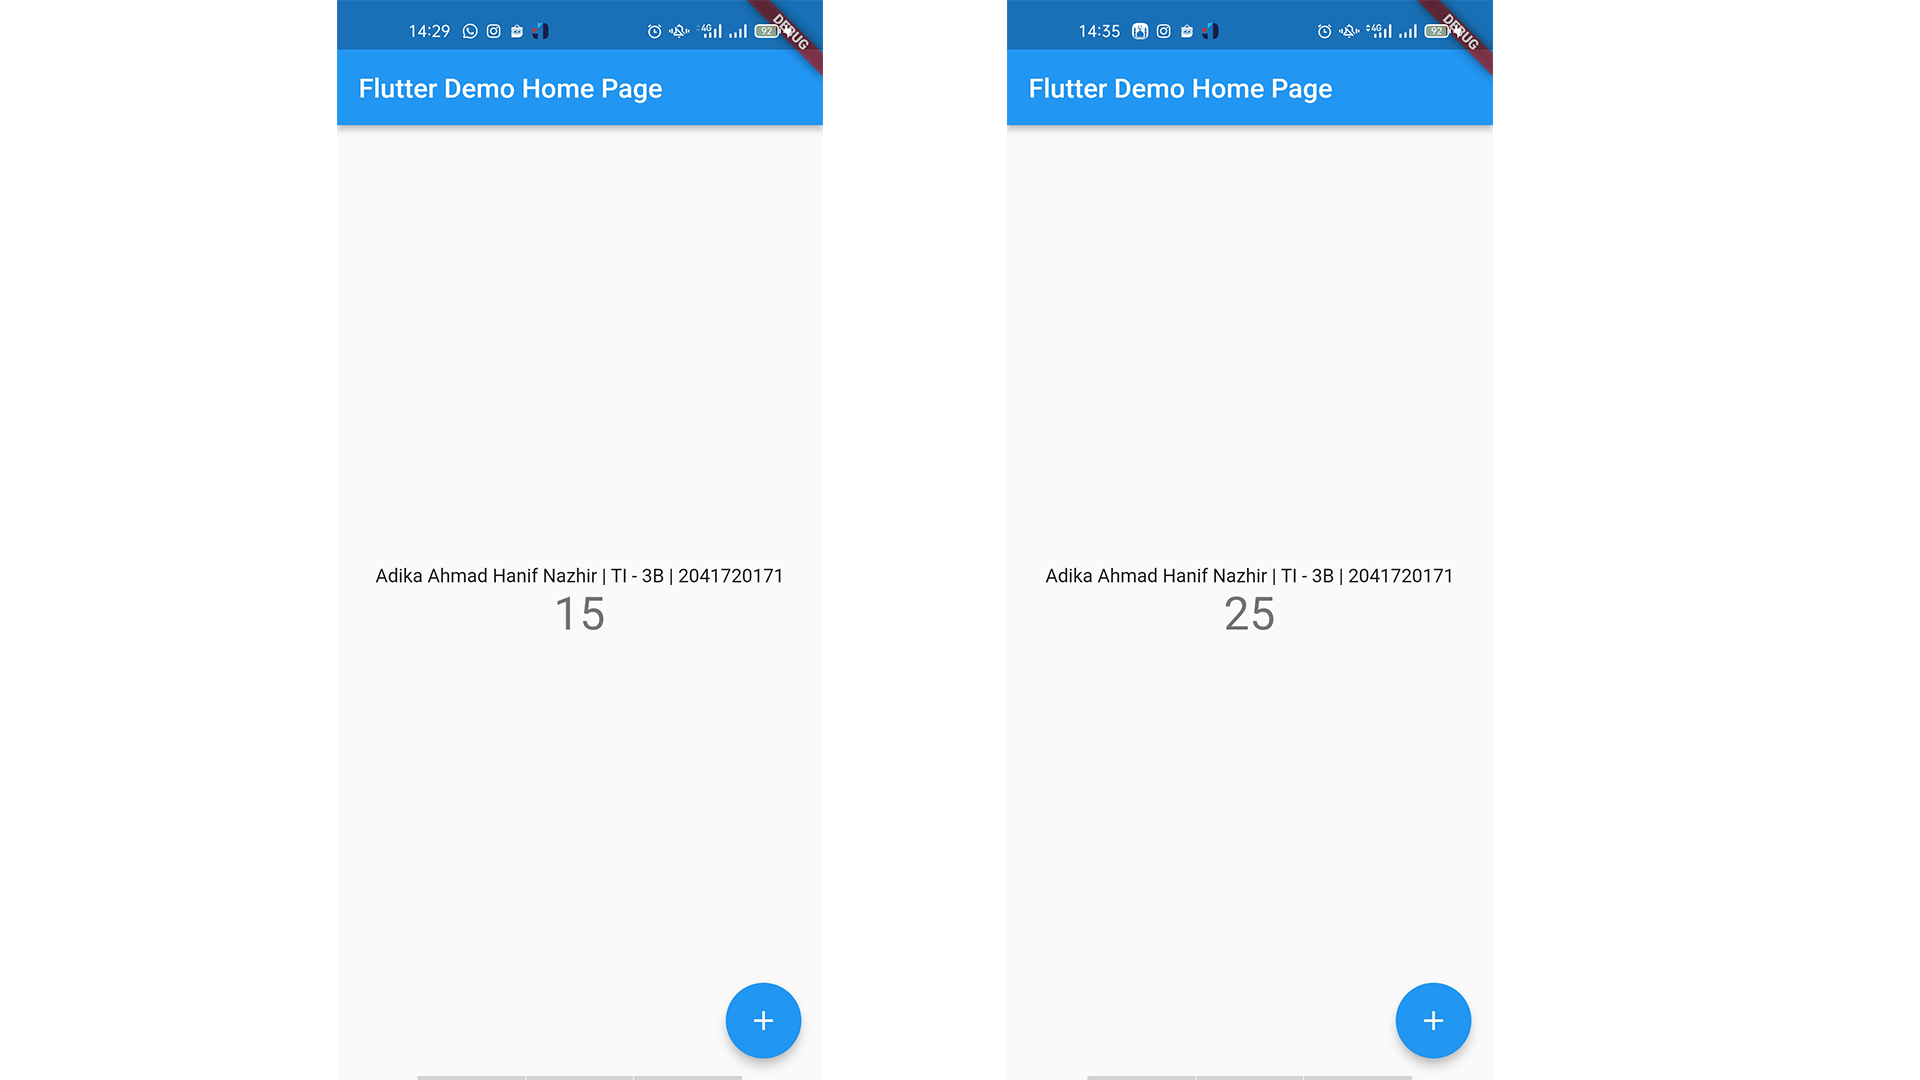 14:29 4G 92
DEBUG
Flutter Demo Home Page
Adika Ahmad Hanif Nazhir | TI - 3B | 2041720171
15
14:35 4G 92
DEBUG
Flutter Demo Home Page
Adika Ahmad Hanif Nazhir | TI - 3B | 2041720171
25